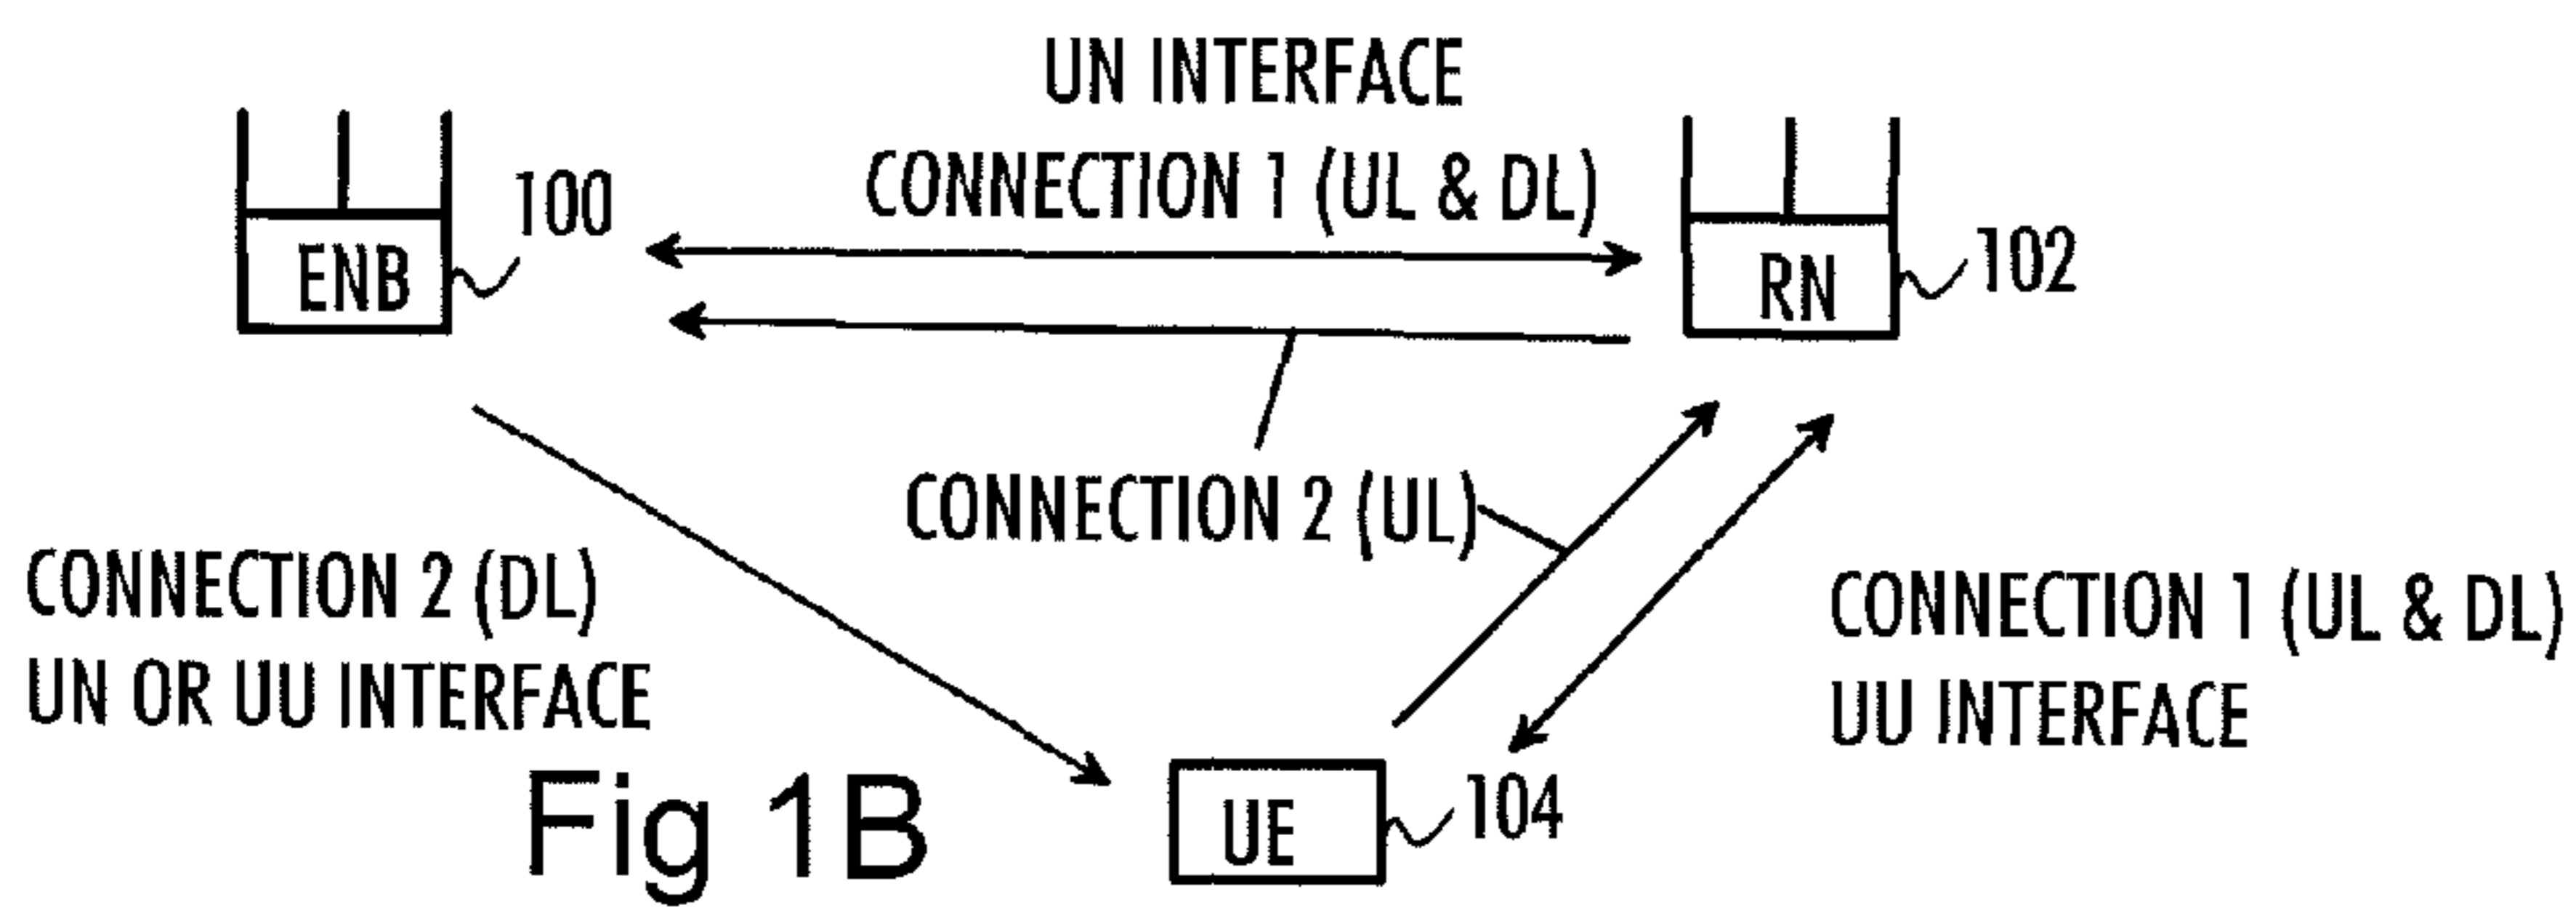 UN INTERFACE
CONNECTION 1 (UL & DL)
100
ENB
RN
102
CONNECTION 2 (UL)
CONNECTION 2 (DL)
UN OR UU INTERFACE
CONNECTION 1 (UL & DL)
UU INTERFACE
UE
104
Fig 1B